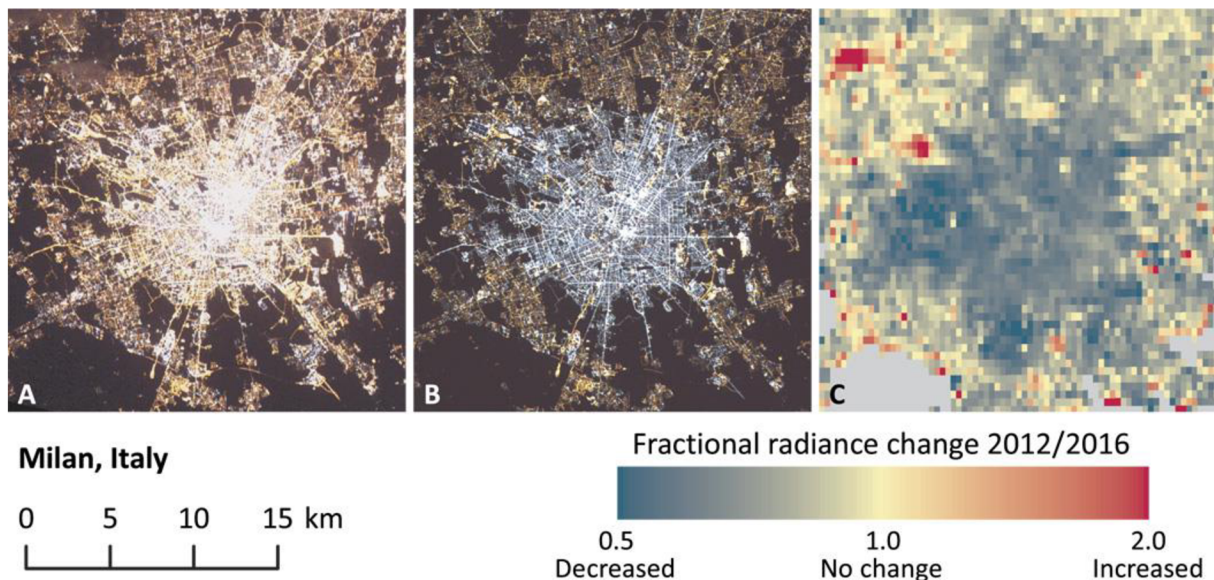 A
B
C
Milan, Italy
0 5 10 15 km
Fractional radiance change 2012/2016
0.5 1.0 2.0
Decreased No change Increased